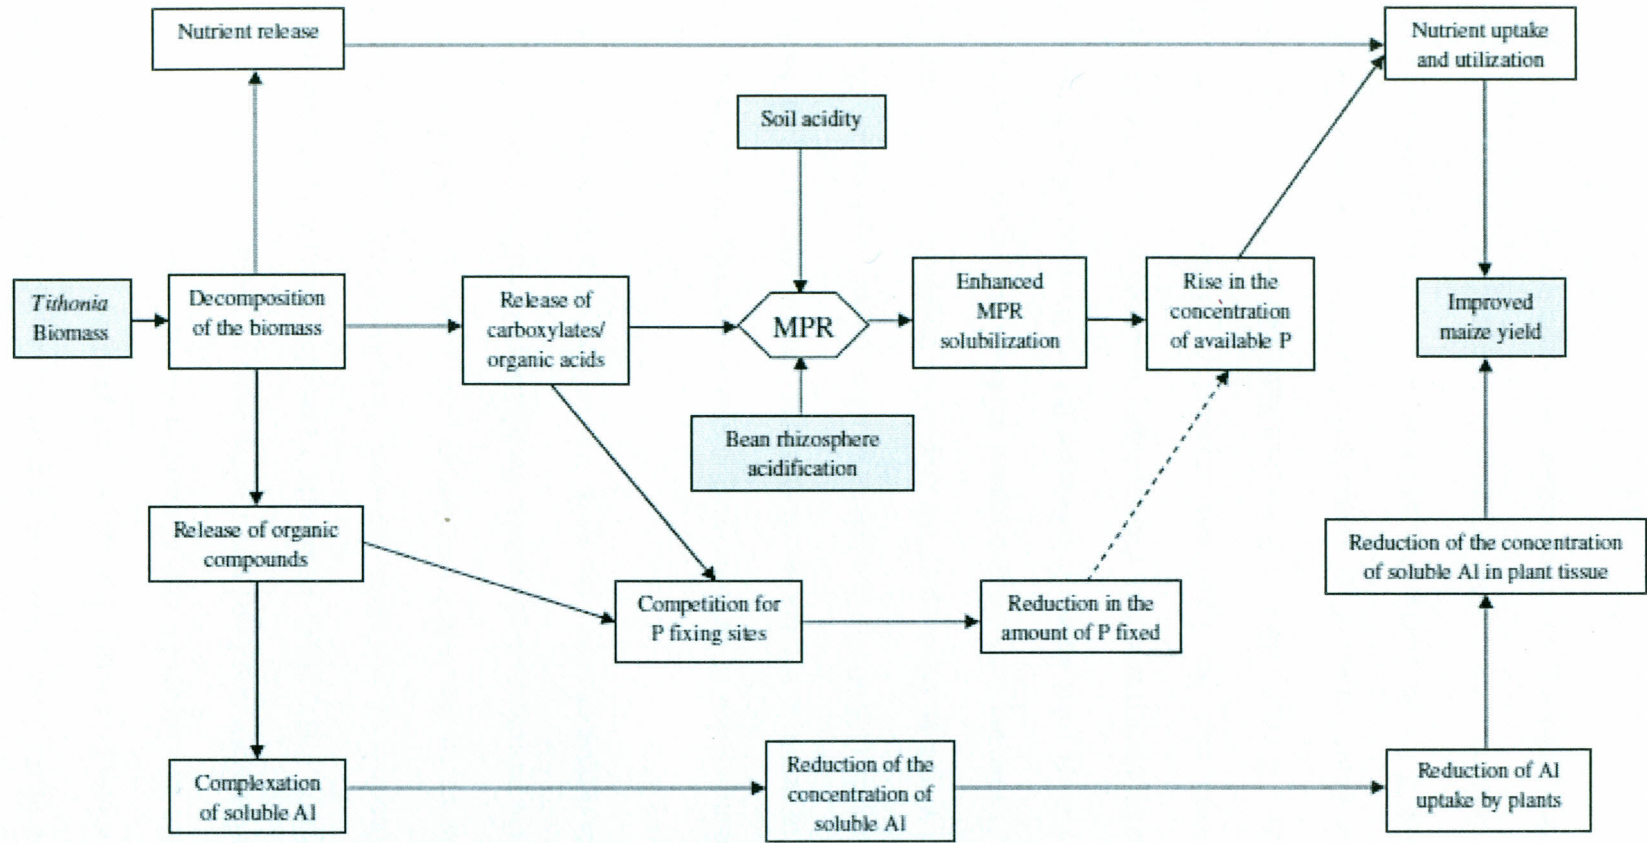 Nutrient release
Nutrient uptake
and utilization
Soil acidity
Tithonia
Biomass
Decomposition
of the biomass
Release of
carboxylates/
organic acids
MPR
Enhanced
MPR
solubilization
Rise in the
concentration
of available P
Improved
maize yield
Bean rhizosphere
acidification
Release of organic
compounds
Competition for
P fixing sites
Reduction in the
amount of P fixed
Reduction of the concentration
of soluble Al in plant tissue
Complexation
of soluble Al
Reduction of the
concentration of
soluble Al
Reduction of Al
uptake by plants